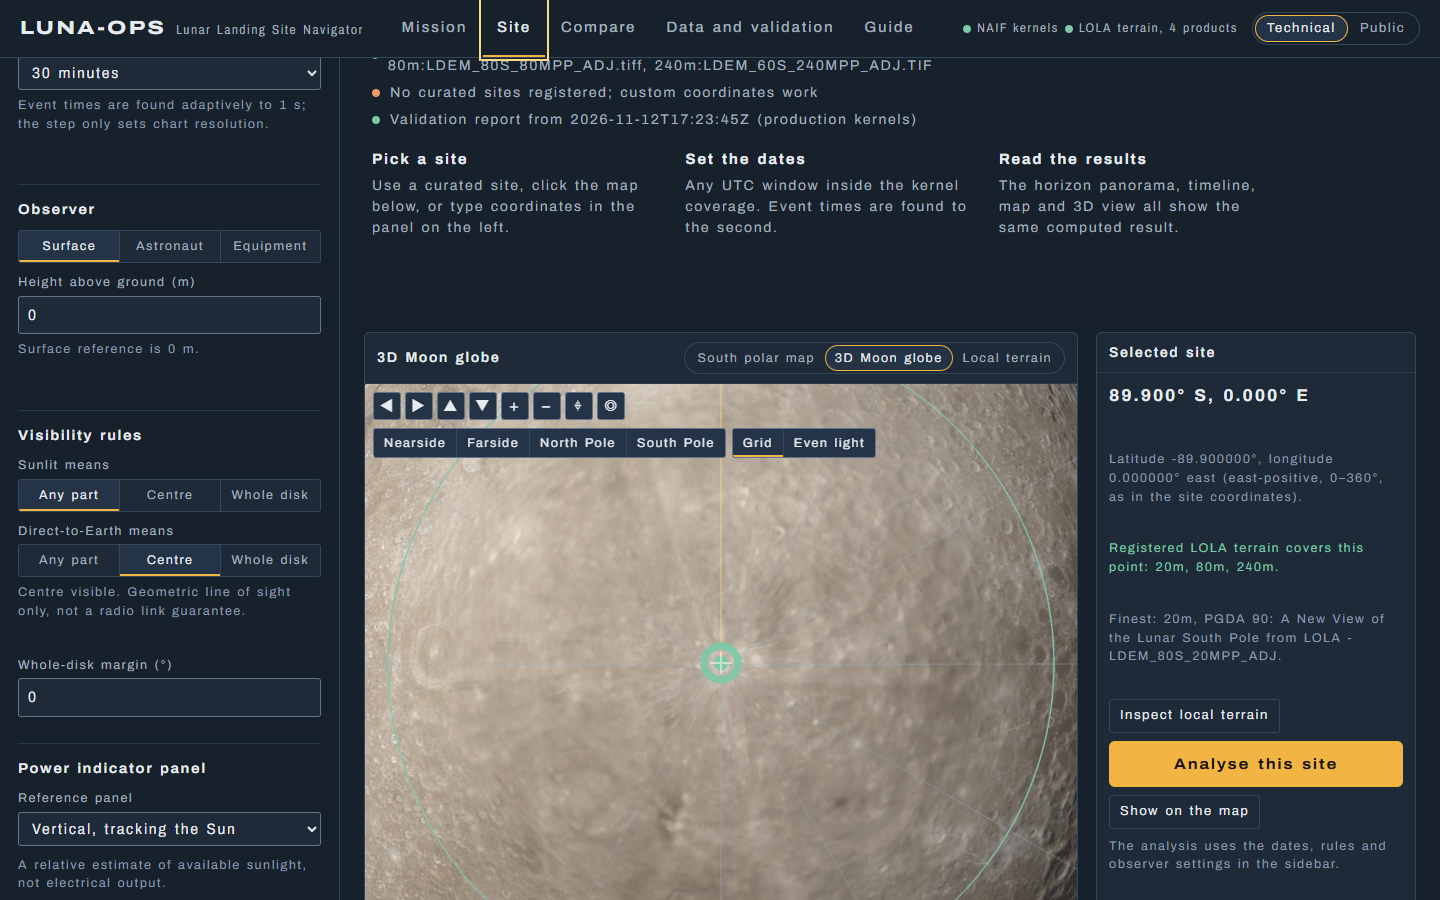 LUNA-OPS Lunar Landing Site Navigator Mission Site Compare Data and validation Guide NAIF kernels LOLA terrain, 4 products Technical Public
30 minutes
Event times are found adaptively to 1 s;
the step only sets chart resolution.
Observer
Surface Astronaut Equipment
Height above ground (m)
0
Surface reference is 0 m.
Visibility rules
Sunlit means
Any part Centre Whole disk
Direct-to-Earth means
Any part Centre Whole disk
Centre visible. Geometric line of sight
only, not a radio link guarantee.
Whole-disk margin (°)
0
Power indicator panel
Reference panel
Vertical, tracking the Sun
A relative estimate of available sunlight,
not electrical output.
80m:LDEM_80S_80MPP_ADJ.tiff, 240m:LDEM_60S_240MPP_ADJ.TIF
No curated sites registered; custom coordinates work
Validation report from 2026-11-12T17:23:45Z (production kernels)
Pick a site
Use a curated site, click the map
below, or type coordinates in the
panel on the left.
Set the dates
Any UTC window inside the kernel
coverage. Event times are found to
the second.
Read the results
The horizon panorama, timeline,
map and 3D view all show the
same computed result.
3D Moon globe
South polar map 3D Moon globe Local terrain
Nearside Farside North Pole South Pole Grid Even light
Selected site
89.900° S, 0.000° E
Latitude -89.900000°, longitude
0.000000° east (east-positive, 0–360°,
as in the site coordinates).
Registered LOLA terrain covers this
point: 20m, 80m, 240m.
Finest: 20m, PGDA 90: A New View of
the Lunar South Pole from LOLA -
LDEM_80S_20MPP_ADJ.
Inspect local terrain
Analyse this site
Show on the map
The analysis uses the dates, rules and
observer settings in the sidebar.